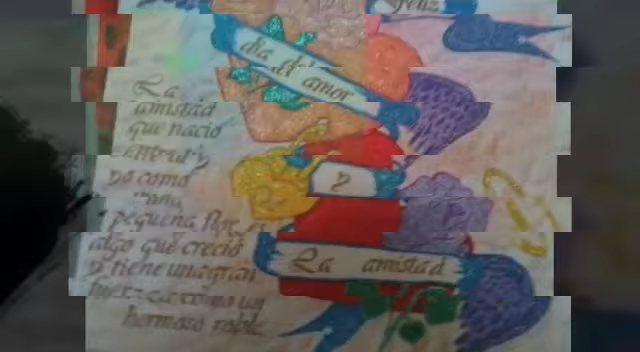 Feliz
día del amor
y
La amistad
La
amistad
que nació
entre tú y
yo como
una
pequeña flor
algo que creció
y tiene una gran
fuerza como un
hermoso roble